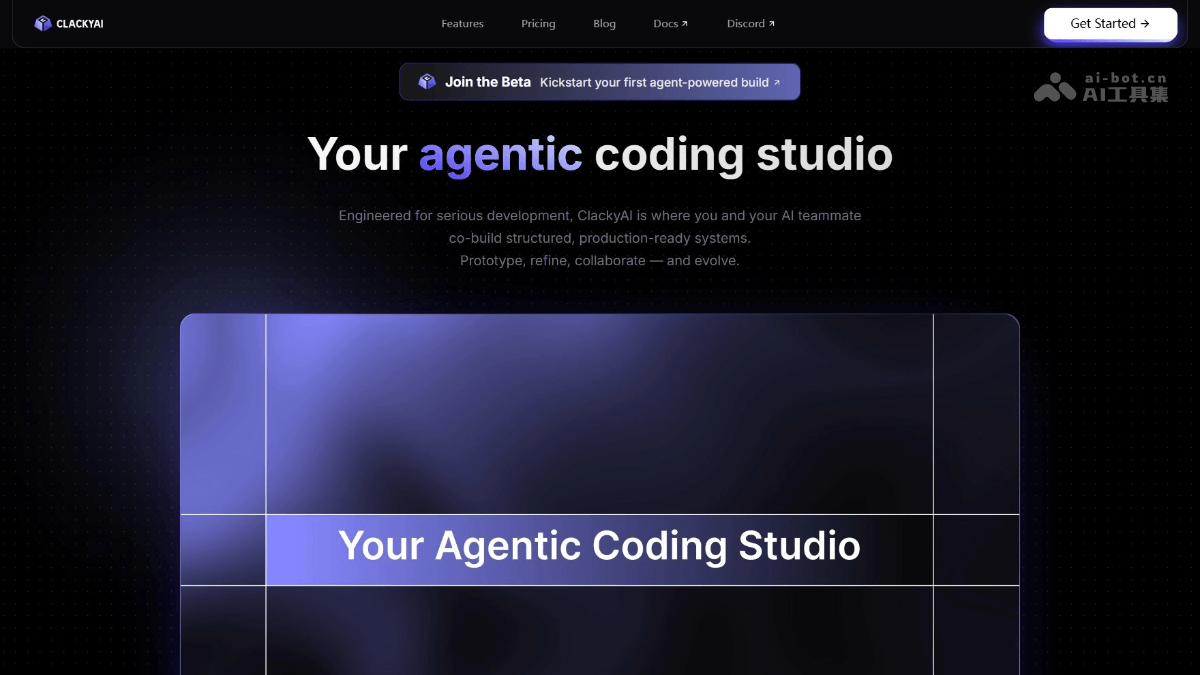 CLACKYAI
Features
Pricing
Blog
Docs ↗
Discord ↗
Get Started →
Join the Beta Kickstart your first agent-powered build ↗
ai-bot.cn
AI工具集
Your agentic coding studio
Engineered for serious development, ClackyAI is where you and your AI teammate
co-build structured, production-ready systems.
Prototype, refine, collaborate — and evolve.
Your Agentic Coding Studio